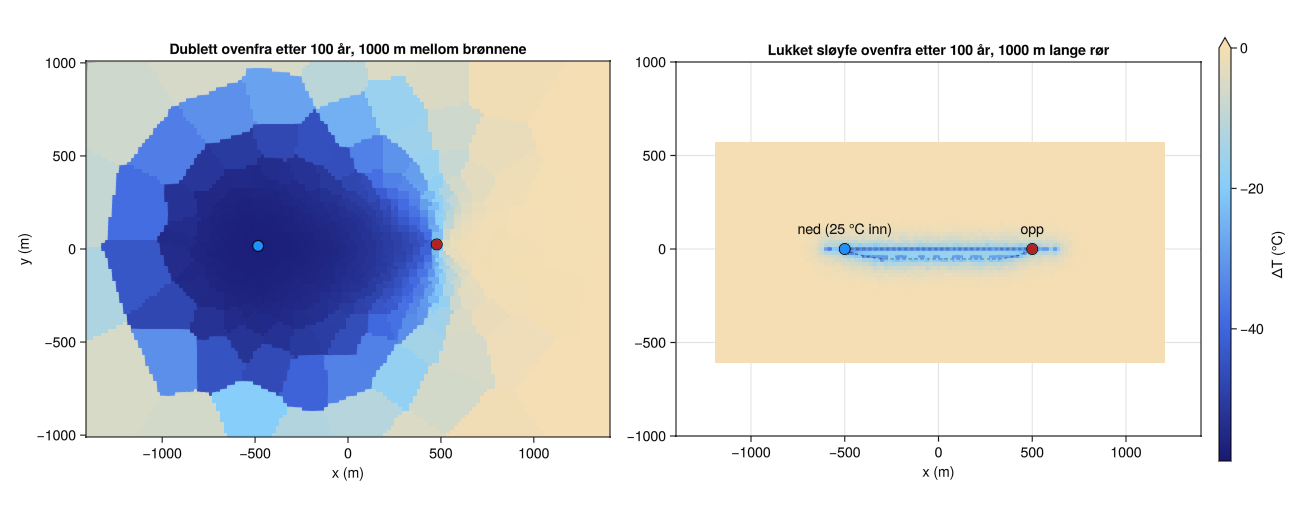 Dublett ovenfra etter 100 år, 1000 m mellom brønnene
1000
500
0
−500
−1000
y (m)
−1000
−500
0
500
1000
x (m)
Lukket sløyfe ovenfra etter 100 år, 1000 m lange rør
1000
500
0
−500
−1000
ned (25 °C inn)
opp
−1000
−500
0
500
1000
x (m)
0
−20
−40
ΔT (°C)